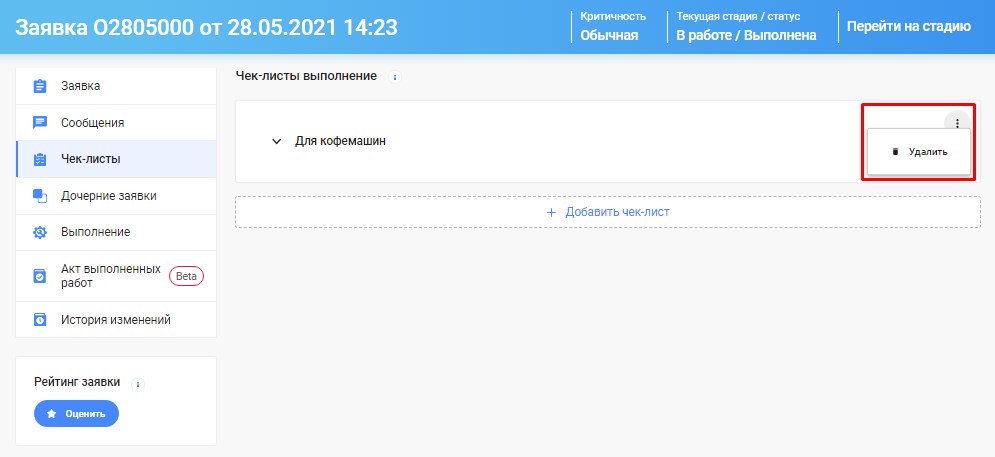 Заявка O2805000 от 28.05.2021 14:23
Критичность
Обычная
Текущая стадия / статус
В работе / Выполнена
Перейти на стадию
Заявка
Сообщения
Чек-листы
Дочерние заявки
Выполнение
Акт выполненных
работ
Beta
История изменений
Рейтинг заявки
Оценить
Чек-листы выполнение
Для кофемашин
Удалить
+ Добавить чек-лист